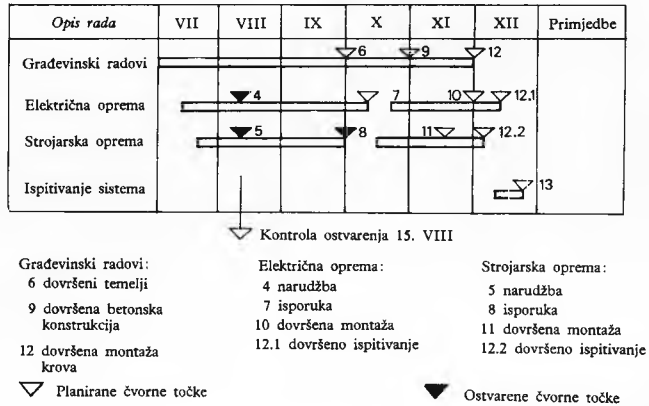 Opis rada VII VIII IX X XI XII Primjedbe
Građevinski radovi 6 9 12
Električna oprema 4 7 10 12.1
Strojarska oprema 5 8 11 12.2
Ispitivanje sistema 13
Kontrola ostvarenja 15. VIII
Građevinski radovi:
6 dovršeni temelji
9 dovršena betonska
konstrukcija
12 dovršena montaža
krova
Električna oprema:
4 narudžba
7 isporuka
10 dovršena montaža
12.1 dovršeno ispitivanje
Strojarska oprema:
5 narudžba
8 isporuka
11 dovršena montaža
12.2 dovršeno ispitivanje
Planirane čvorne točke
Ostvarene čvorne točke